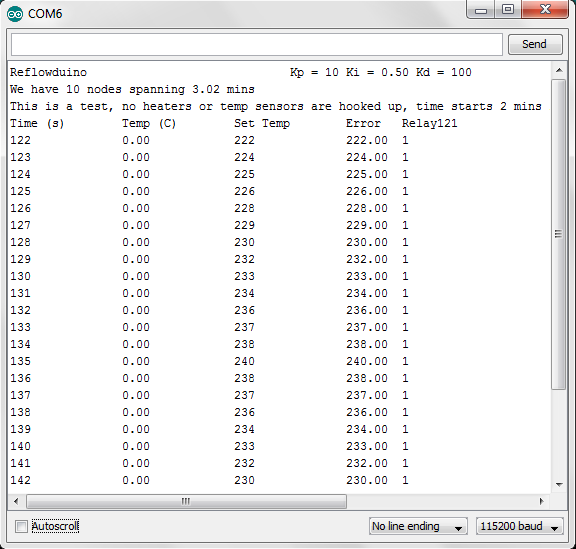 COM6
Send
Reflowduino Kp = 10 Ki = 0.50 Kd = 100
We have 10 nodes spanning 3.02 mins
This is a test, no heaters or temp sensors are hooked up, time starts 2 mins
Time (s) Temp (C) Set Temp Error Relay121
122 0.00 222 222.00 1
123 0.00 224 224.00 1
124 0.00 225 225.00 1
125 0.00 226 226.00 1
126 0.00 228 228.00 1
127 0.00 229 229.00 1
128 0.00 230 230.00 1
129 0.00 232 232.00 1
130 0.00 233 233.00 1
131 0.00 234 234.00 1
132 0.00 236 236.00 1
133 0.00 237 237.00 1
134 0.00 238 238.00 1
135 0.00 240 240.00 1
136 0.00 238 238.00 1
137 0.00 237 237.00 1
138 0.00 236 236.00 1
139 0.00 234 234.00 1
140 0.00 233 233.00 1
141 0.00 232 232.00 1
142 0.00 230 230.00 1
Autoscroll No line ending 115200 baud